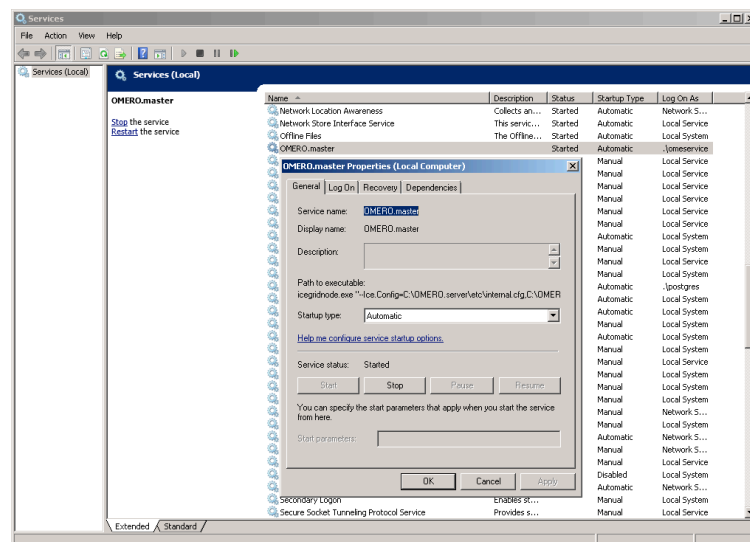 Services
File Action View Help
Services (Local)
Services (Local)
OMERO.master
Stop the service
Restart the service
Name Description Status Startup Type Log On As
Network Location Awareness Collects an... Started Automatic Network S...
Network Store Interface Service This servic... Started Automatic Local Service
Offline Files The Offline... Started Automatic Local System
OMERO.master Started Automatic .\omeservice
Manual Local Service
Manual Local Service
Manual Local Service
Manual Local Service
Manual Local Service
Manual Local System
Automatic Local System
Manual Local System
Manual Local Service
Manual Local System
Automatic .\postgres
Automatic Local System
Automatic Local System
Manual Local System
Automatic Local System
Manual Local System
Manual Local Service
Manual Local System
Manual Local System
Manual Local System
Manual Network S...
Manual Local System
Automatic Network S...
Manual Network S...
Manual Local Service
Disabled Local System
Automatic Network S...
Secondary Logon Enables st... Manual Local System
Secure Socket Tunneling Protocol Service Provides s... Manual Local Service
OMERO.master Properties (Local Computer)
General Log On Recovery Dependencies
Service name: OMERO.master
Display name: OMERO.master
Description:
Path to executable:
icegridnode.exe "--Ice.Config=C:\OMERO.server\etc\internal.cfg,C:\OMER
Startup type: Automatic
Help me configure service startup options.
Service status: Started
Start Stop Pause Resume
You can specify the start parameters that apply when you start the service
from here.
Start parameters:
OK Cancel Apply
Extended Standard